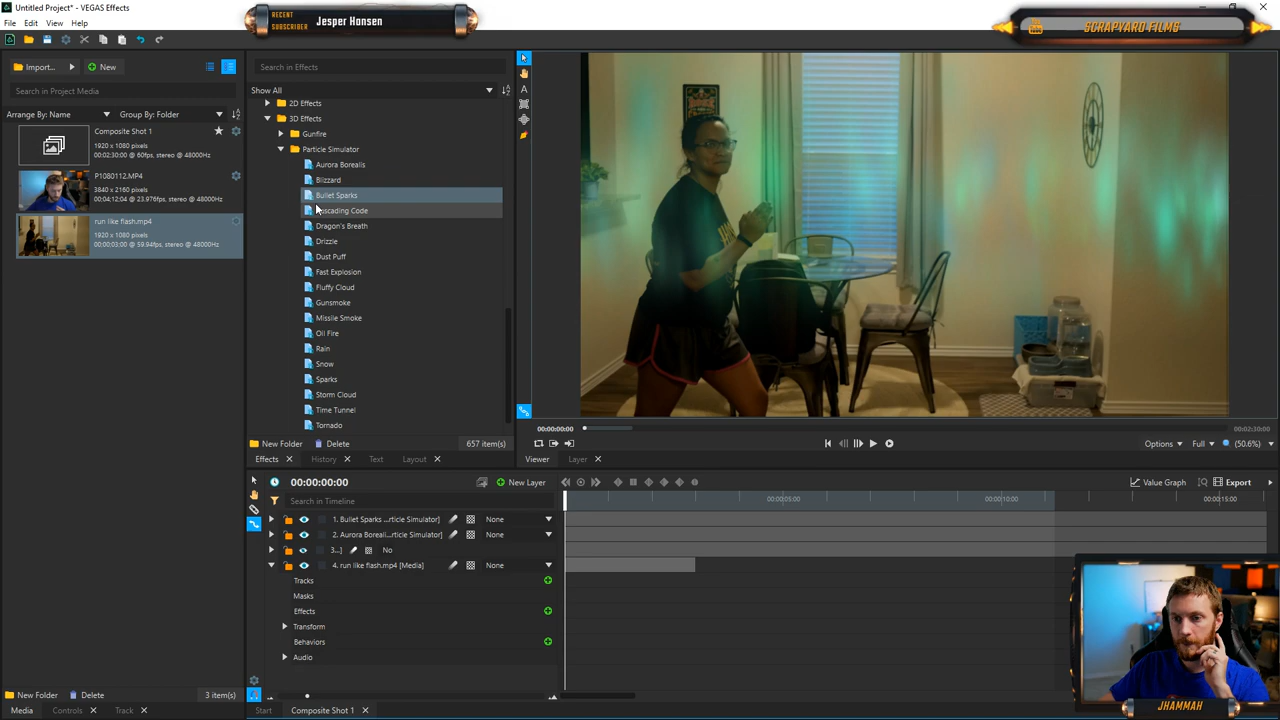 Untitled Project* - VEGAS Effects
RECENT SUBSCRIBER
Jesper Hansen
SCRAPYARD FILMS
File Edit View Help
Import... New
Search in Project Media
Arrange By: Name Group By: Folder
Composite Shot 1
1920 x 1080 pixels
00:02:30:00 @ 60fps, stereo @ 48000Hz
P1080112.MP4
3840 x 2160 pixels
00:04:12:04 @ 23.976fps, stereo @ 48000Hz
run like flash.mp4
1920 x 1080 pixels
00:00:03:00 @ 59.94fps, stereo @ 48000Hz
New Folder Delete 3 item(s)
Media Controls Track
Search in Effects
Show All
2D Effects
3D Effects
Gunfire
Particle Simulator
Aurora Borealis
Blizzard
Bullet Sparks
ascading Code
Dragon's Breath
Drizzle
Dust Puff
Fast Explosion
Fluffy Cloud
Gunsmoke
Missile Smoke
Oil Fire
Rain
Snow
Sparks
Storm Cloud
Time Tunnel
Tornado
New Folder Delete 657 item(s)
Effects History Text Layout
00:00:00:00 00:02:30:00
Options Full (50.6%)
Viewer Layer
00:00:00:00 New Layer
Value Graph Export
Search in Timeline
00:00:05:00 00:00:10:00 00:00:15:00
1. Bullet Sparks ...rticle Simulator] None
2. Aurora Boreali...rticle Simulator] None
3...] No
4. run like flash.mp4 [Media] None
Tracks
Masks
Effects
Transform
Behaviors
Audio
Start Composite Shot 1
JHAMMAH